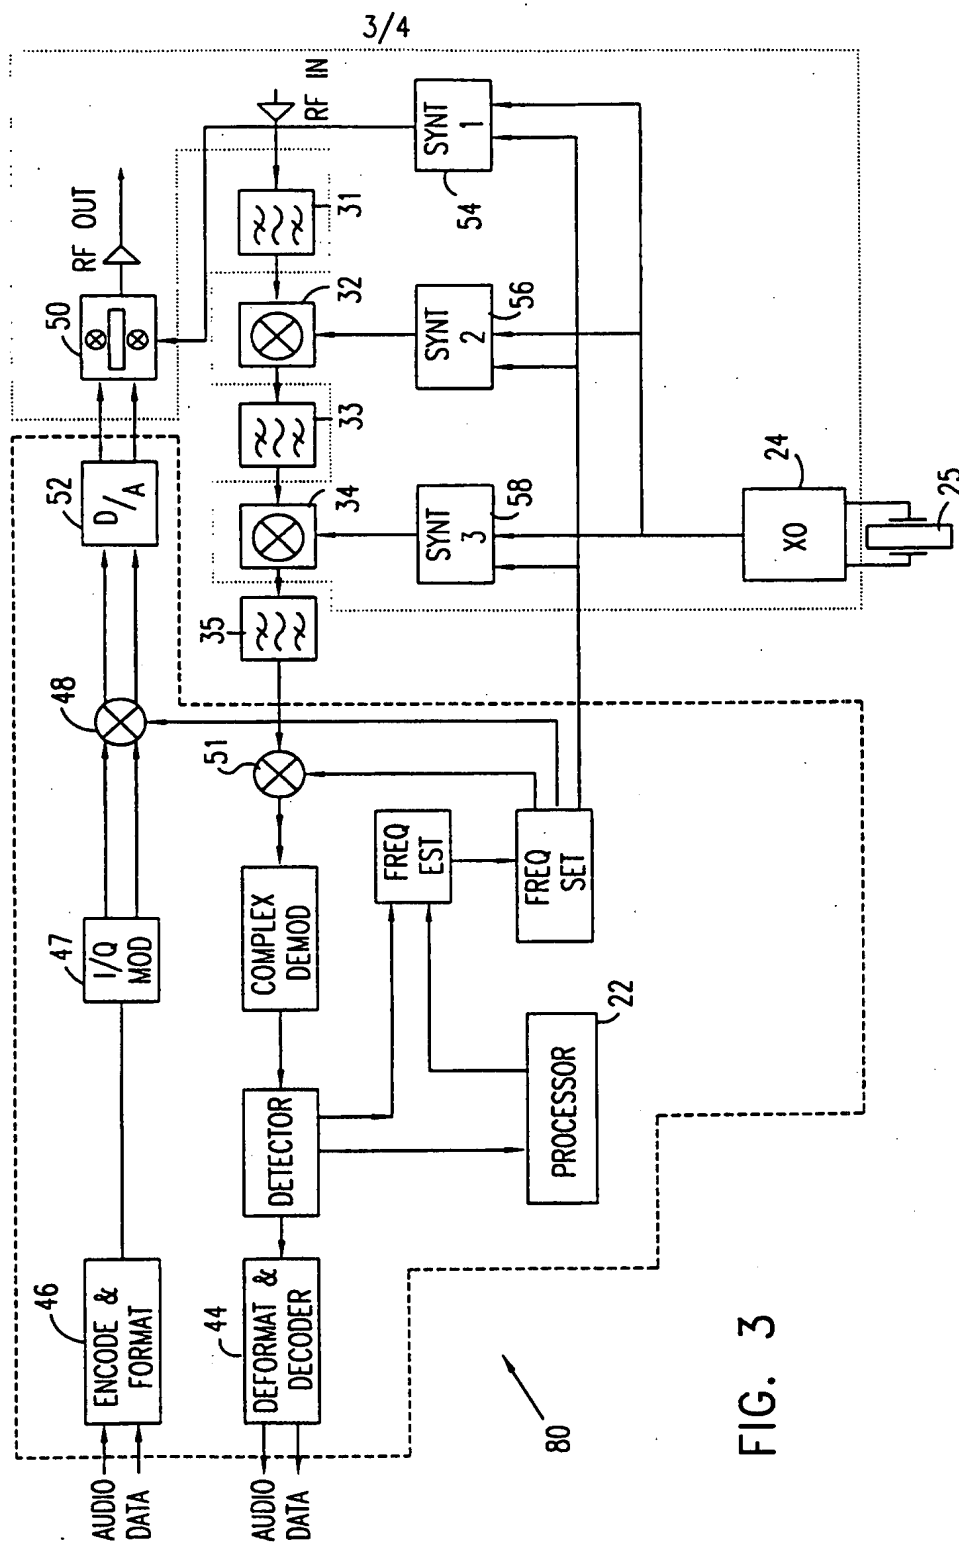 3/4
AUDIO
DATA
46
ENCODE &
FORMAT
47
I/Q
MOD
48
52
D/A
50
RF OUT
AUDIO
DATA
44
DEFORMAT &
DECODER
DETECTOR
COMPLEX
DEMOD
51
35
34
33
32
31
RF IN
FREQ
EST
FREQ
SET
PROCESSOR
22
SYNT
3
58
SYNT
2
56
SYNT
1
54
XO
24
25
80
FIG. 3